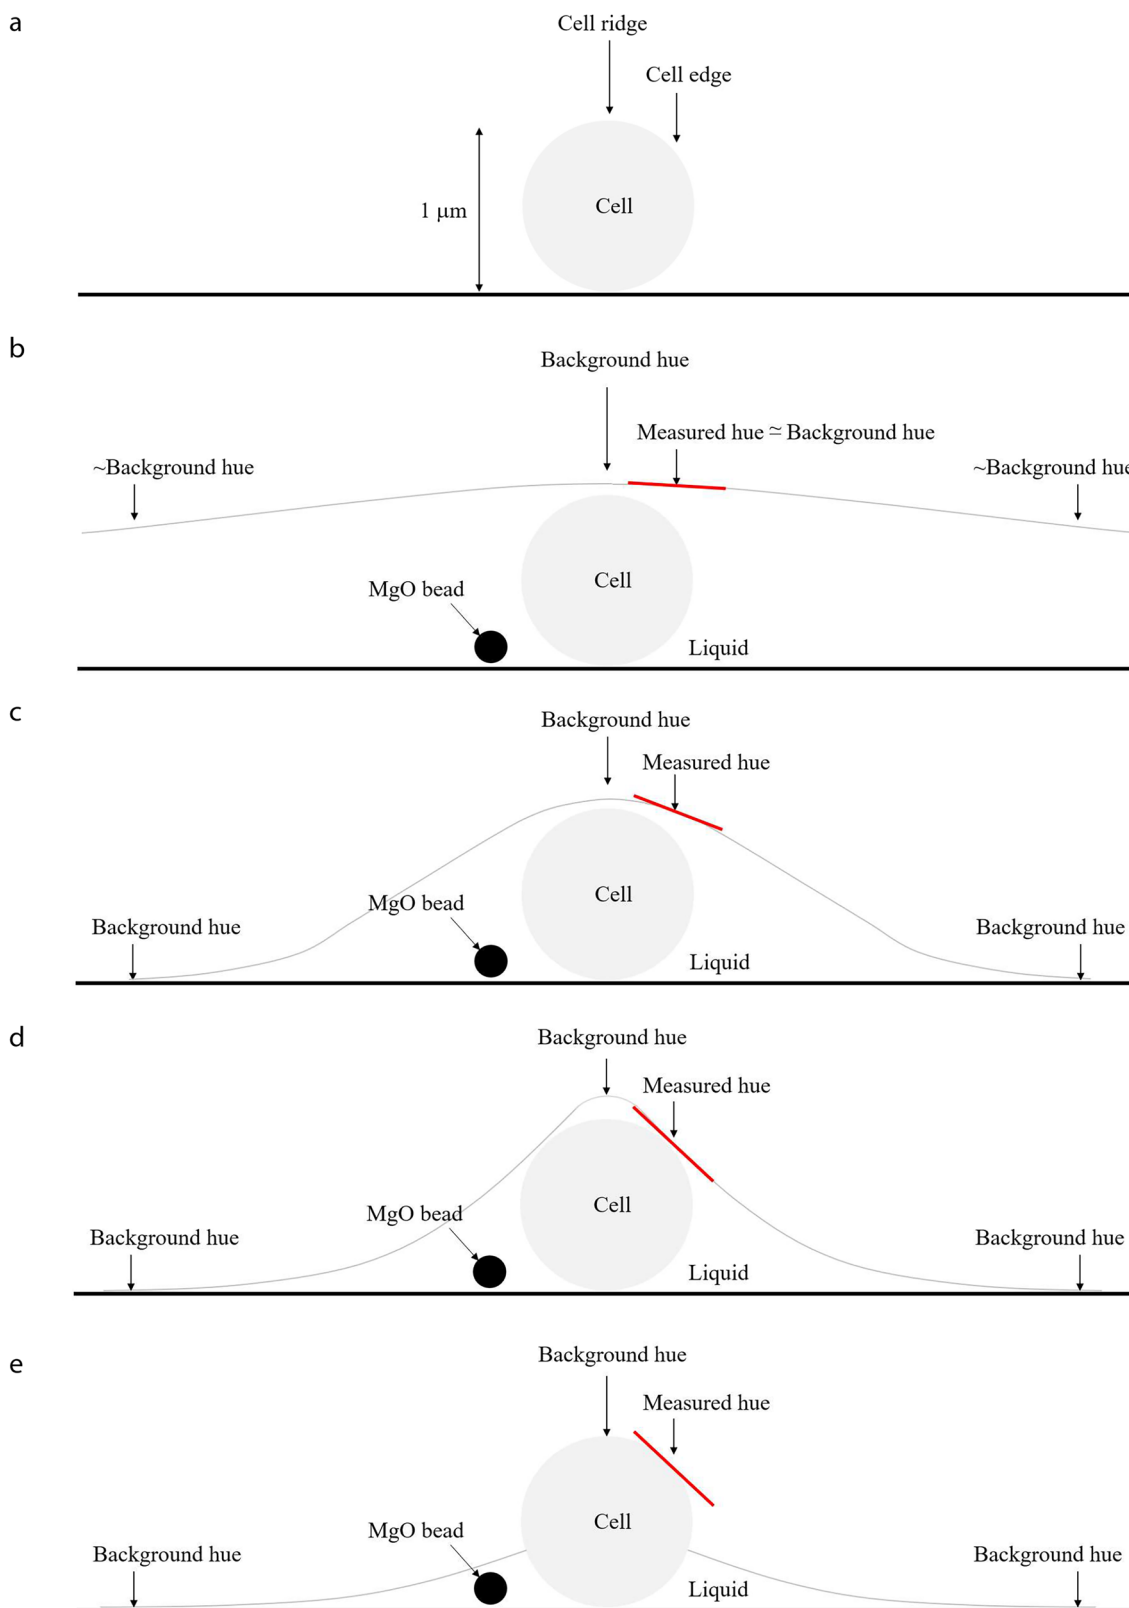 a
Cell ridge
Cell edge
1 μm
Cell
b
Background hue
Measured hue ≃ Background hue
~Background hue
~Background hue
Cell
MgO bead
Liquid
c
Background hue
Measured hue
Cell
MgO bead
Background hue
Background hue
Liquid
d
Background hue
Measured hue
Cell
MgO bead
Background hue
Background hue
Liquid
e
Background hue
Measured hue
Cell
MgO bead
Background hue
Background hue
Liquid